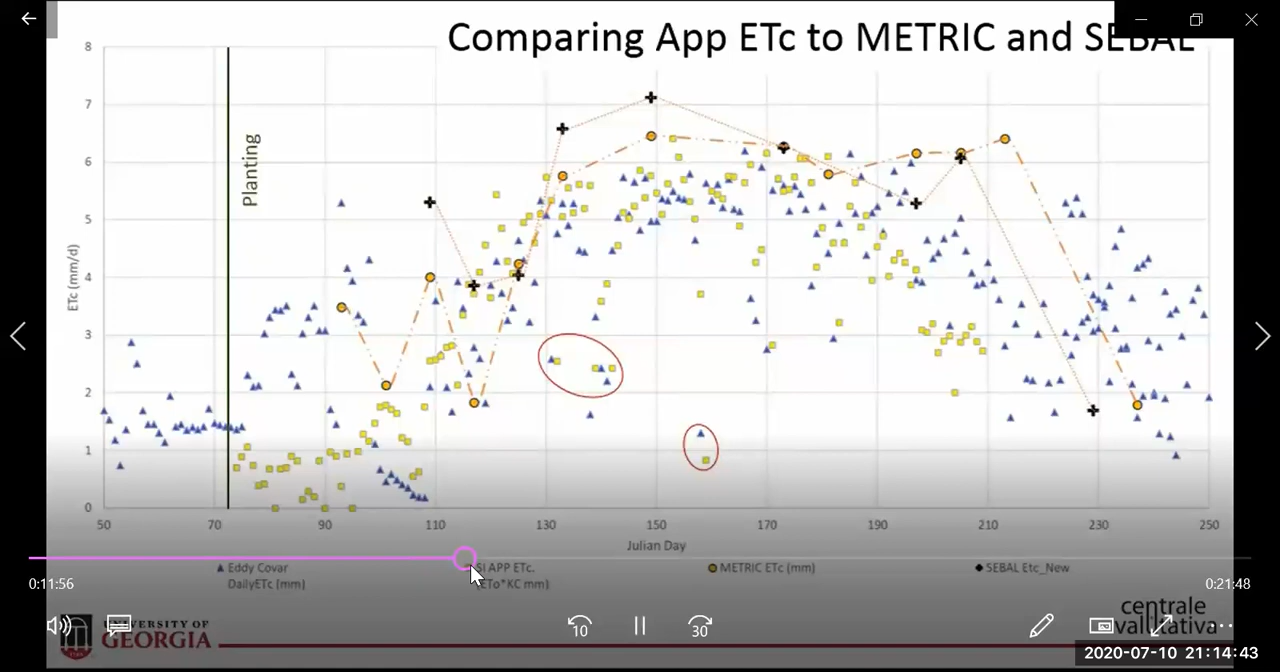 Comparing App ETc to METRIC and SEBAL
8
7
6
5
4
3
2
1
0
ETc (mm/d)
Planting
50 70 90 110 130 150 170 190 210 230 250
Julian Day
Eddy Covar DailyETc (mm)
SI APP ETc. (ETo*KC mm)
METRIC ETc (mm)
SEBAL Etc_New
0:11:56
0:21:48
10
30
UNIVERSITY OF
GEORGIA
centrale
valutativa
2020-07-10 21:14:43